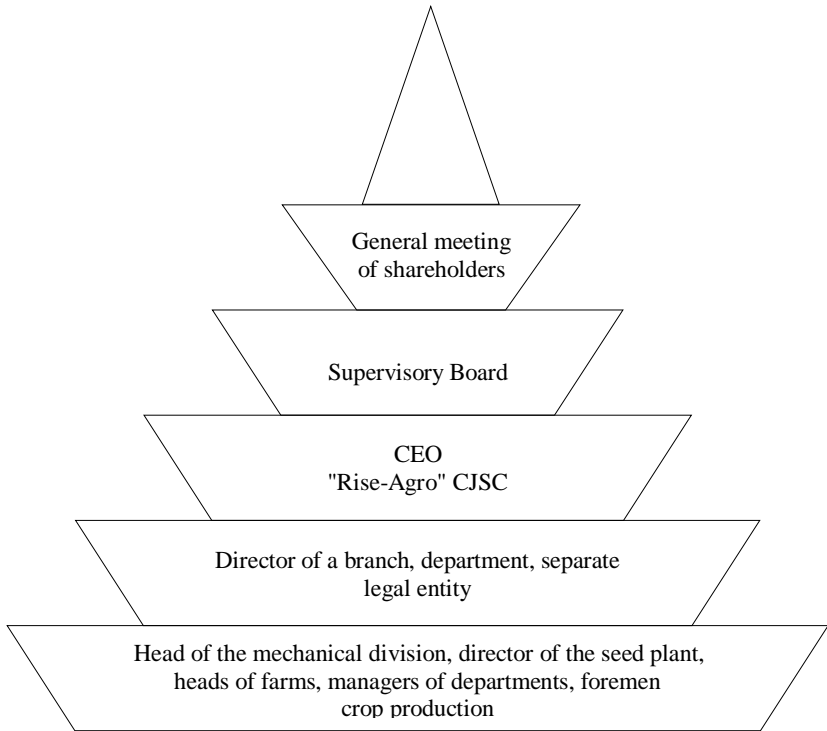 General meeting
of shareholders
Supervisory Board
CEO
"Rise-Agro" CJSC
Director of a branch, department, separate
legal entity
Head of the mechanical division, director of the seed plant,
heads of farms, managers of departments, foremen
crop production